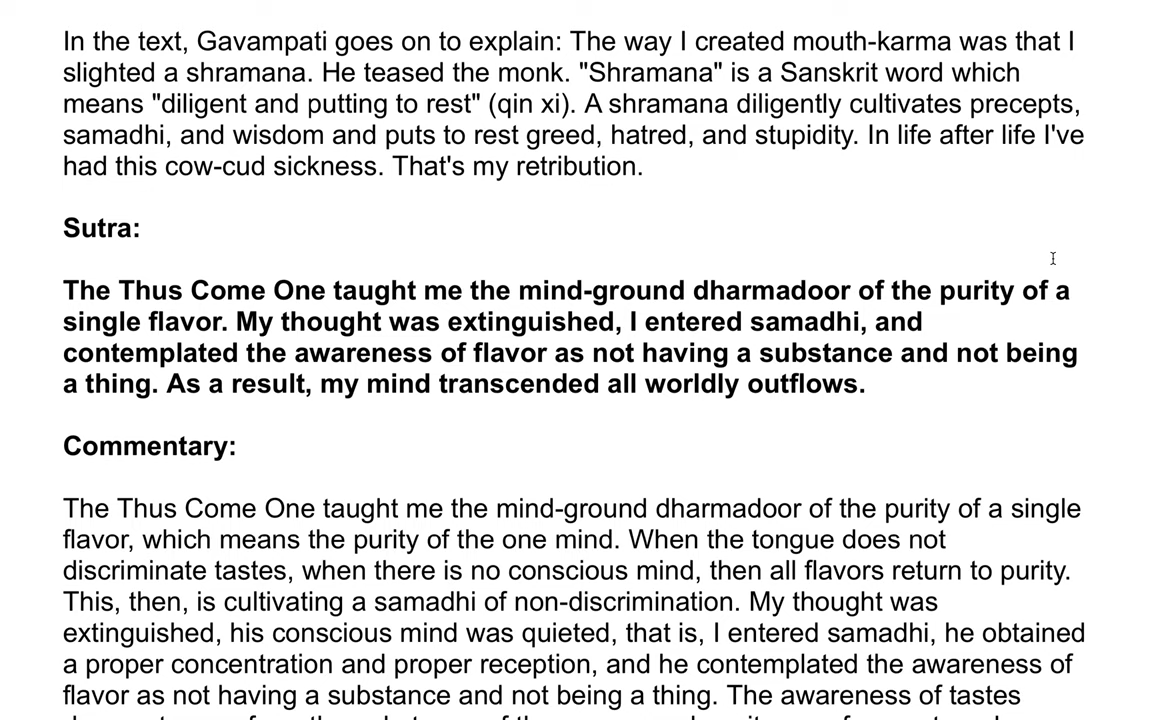 In the text, Gavampati goes on to explain: The way I created mouth-karma was that I
slighted a shramana. He teased the monk. "Shramana" is a Sanskrit word which
means "diligent and putting to rest" (qin xi). A shramana diligently cultivates precepts,
samadhi, and wisdom and puts to rest greed, hatred, and stupidity. In life after life I've
had this cow-cud sickness. That's my retribution.
Sutra:
The Thus Come One taught me the mind-ground dharmadoor of the purity of a
single flavor. My thought was extinguished, I entered samadhi, and
contemplated the awareness of flavor as not having a substance and not being
a thing. As a result, my mind transcended all worldly outflows.
Commentary:
The Thus Come One taught me the mind-ground dharmadoor of the purity of a single
flavor, which means the purity of the one mind. When the tongue does not
discriminate tastes, when there is no conscious mind, then all flavors return to purity.
This, then, is cultivating a samadhi of non-discrimination. My thought was
extinguished, his conscious mind was quieted, that is, I entered samadhi, he obtained
a proper concentration and proper reception, and he contemplated the awareness of
flavor as not having a substance and not being a thing. The awareness of tastes